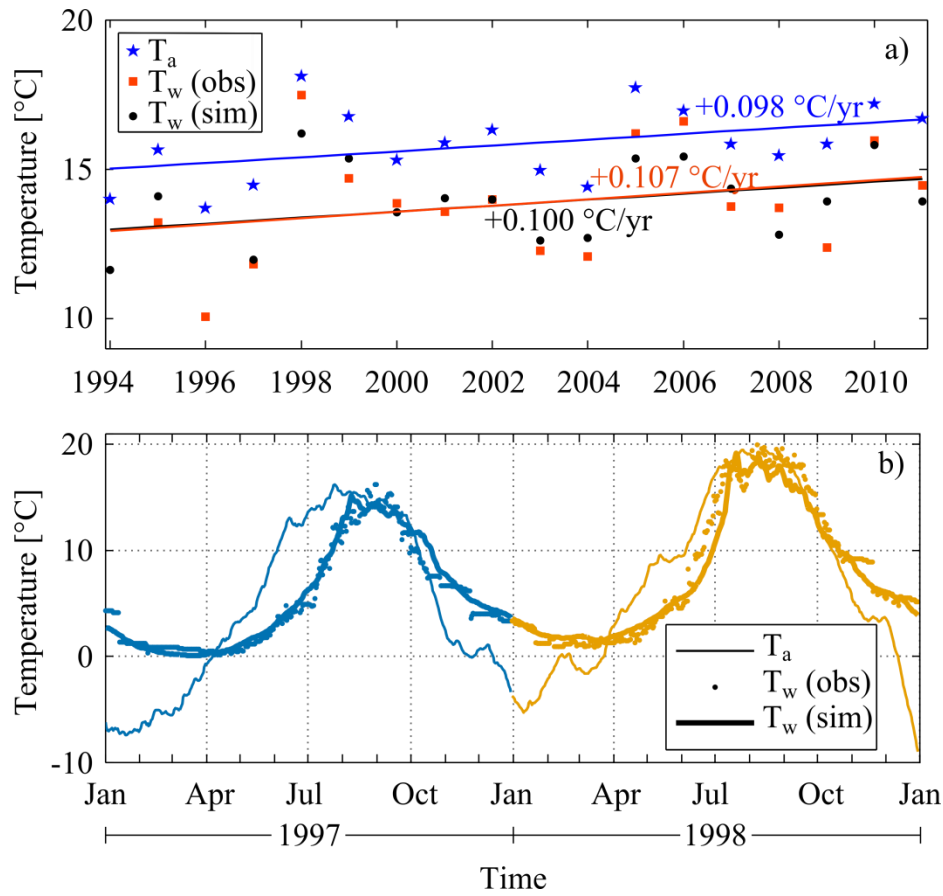 20
15
10
Temperature [°C]
a)
T_a
T_w (obs)
T_w (sim)
+0.098 °C/yr
+0.107 °C/yr
+0.100 °C/yr
1994 1996 1998 2000 2002 2004 2006 2008 2010
20
10
0
-10
Temperature [°C]
b)
T_a
T_w (obs)
T_w (sim)
Jan Apr Jul Oct Jan Apr Jul Oct Jan
1997 1998
Time